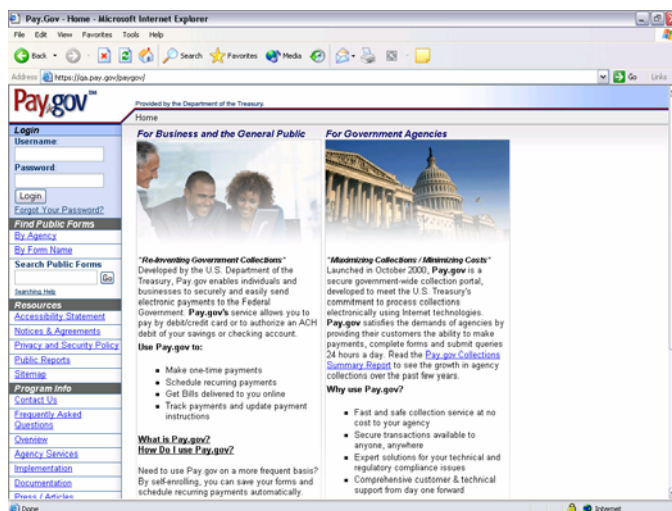 Pay.Gov - Home - Microsoft Internet Explorer
File Edit View Favorites Tools Help
Back Search Favorites Media
Address https://qa.pay.gov/paygov/ Go Links
Pay.gov℠
Provided by the Department of the Treasury.
Home
Login
Username:
Password:
Login
Forgot Your Password?
Find Public Forms
By Agency
By Form Name
Search Public Forms
Go
Searching Help
Resources
Accessibility Statement
Notices & Agreements
Privacy and Security Policy
Public Reports
Sitemap
Program Info
Contact Us
Frequently Asked
Questions
Overview
Agency Services
Implementation
Documentation
Press / Articles
For Business and the General Public
"Re-Inventing Government Collections"
Developed by the U.S. Department of the
Treasury, Pay.gov enables individuals and
businesses to securely and easily send
electronic payments to the Federal
Government. Pay.gov's service allows you to
pay by debit/credit card or to authorize an ACH
debit of your savings or checking account.
Use Pay.gov to:
Make one-time payments
Schedule recurring payments
Get Bills delivered to you online
Track payments and update payment
instructions
What is Pay.gov?
How Do I use Pay.gov?
Need to use Pay.gov on a more frequent basis?
By self-enrolling, you can save your forms and
schedule recurring payments automatically.
For Government Agencies
"Maximizing Collections / Minimizing Costs"
Launched in October 2000, Pay.gov is a
secure government-wide collection portal,
developed to meet the U.S. Treasury's
commitment to process collections
electronically using Internet technologies.
Pay.gov satisfies the demands of agencies by
providing their customers the ability to make
payments, complete forms and submit queries
24 hours a day. Read the Pay.gov Collections
Summary Report to see the growth in agency
collections over the past few years.
Why use Pay.gov?
Fast and safe collection service at no
cost to your agency
Secure transactions available to
anyone, anywhere
Expert solutions for your technical and
regulatory compliance issues
Comprehensive customer & technical
support from day one forward
Done Internet